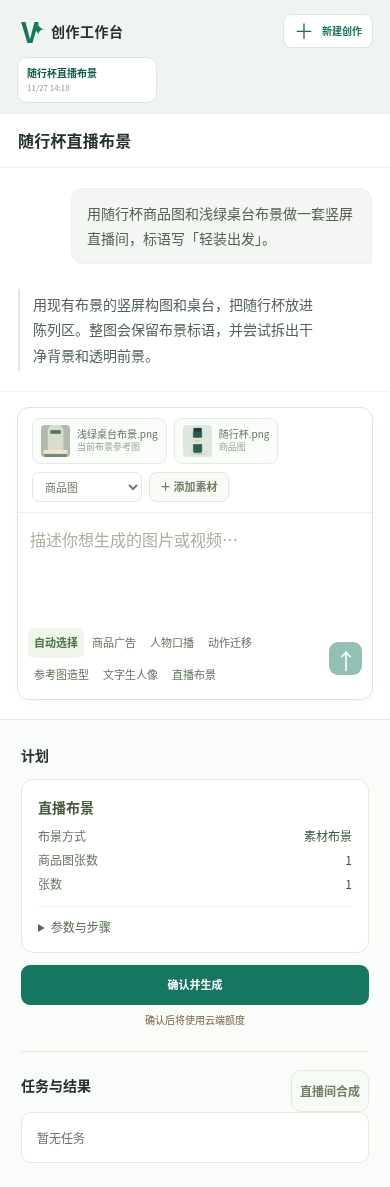 创作工作台
新建创作
随行杯直播布景
11/27 14:18
随行杯直播布景
用随行杯商品图和浅绿桌台布景做一套竖屏
直播间，标语写「轻装出发」。
用现有布景的竖屏构图和桌台，把随行杯放进
陈列区。整图会保留布景标语，并尝试拆出干
净背景和透明前景。
浅绿桌台布景.png
当前布景参考图
随行杯.png
商品图
商品图
＋ 添加素材
描述你想生成的图片或视频…
自动选择 商品广告 人物口播 动作迁移
参考图造型 文字生人像 直播布景
计划
直播布景
布景方式 素材布景
商品图张数 1
张数 1
▶ 参数与步骤
确认并生成
确认后将使用云端额度
任务与结果
直播间合成
暂无任务